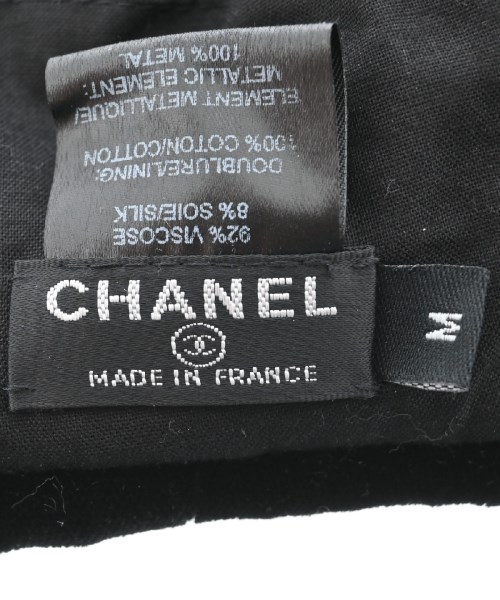 92% VISCOSE
8% SOIE/SILK
DOUBLURE/LINING:
100% COTON/COTTON
ELEMENT METALLIQUE/
METALLIC ELEMENT:
100% METAL
CHANEL
MADE IN FRANCE
M